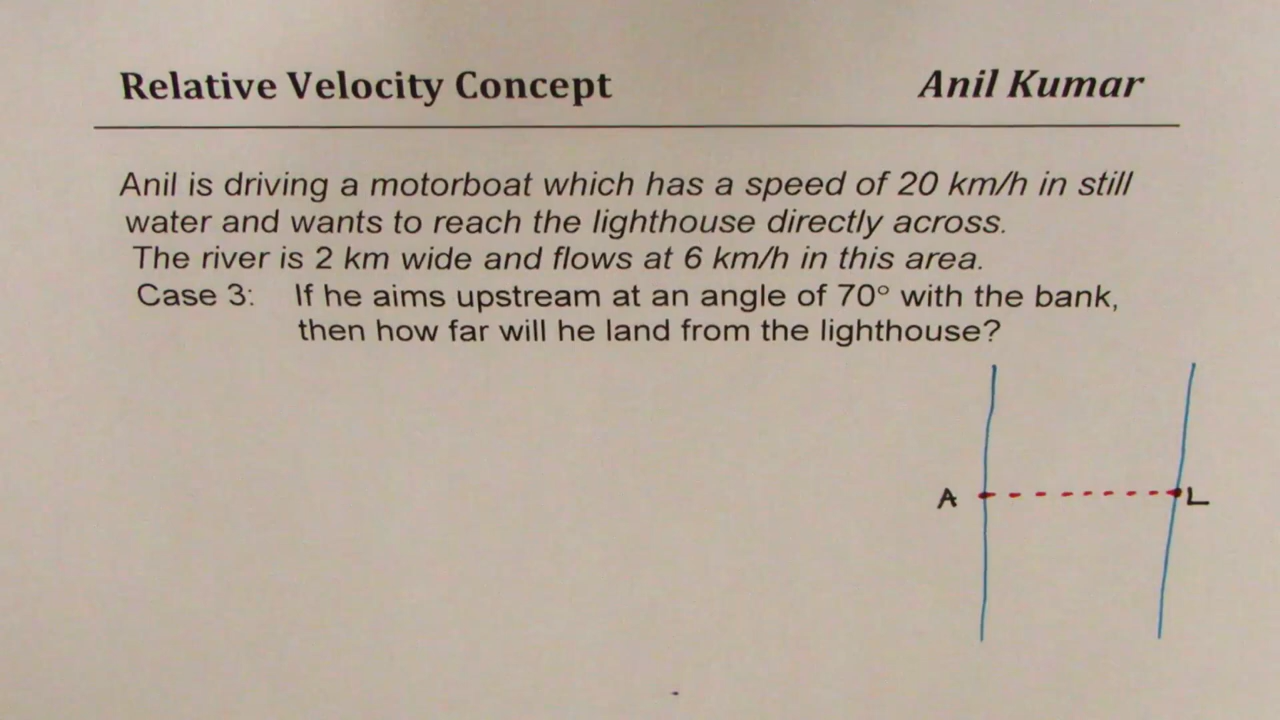 Relative Velocity Concept Anil Kumar
Anil is driving a motorboat which has a speed of 20 km/h in still
water and wants to reach the lighthouse directly across.
The river is 2 km wide and flows at 6 km/h in this area.
Case 3: If he aims upstream at an angle of 70° with the bank,
then how far will he land from the lighthouse?
A L